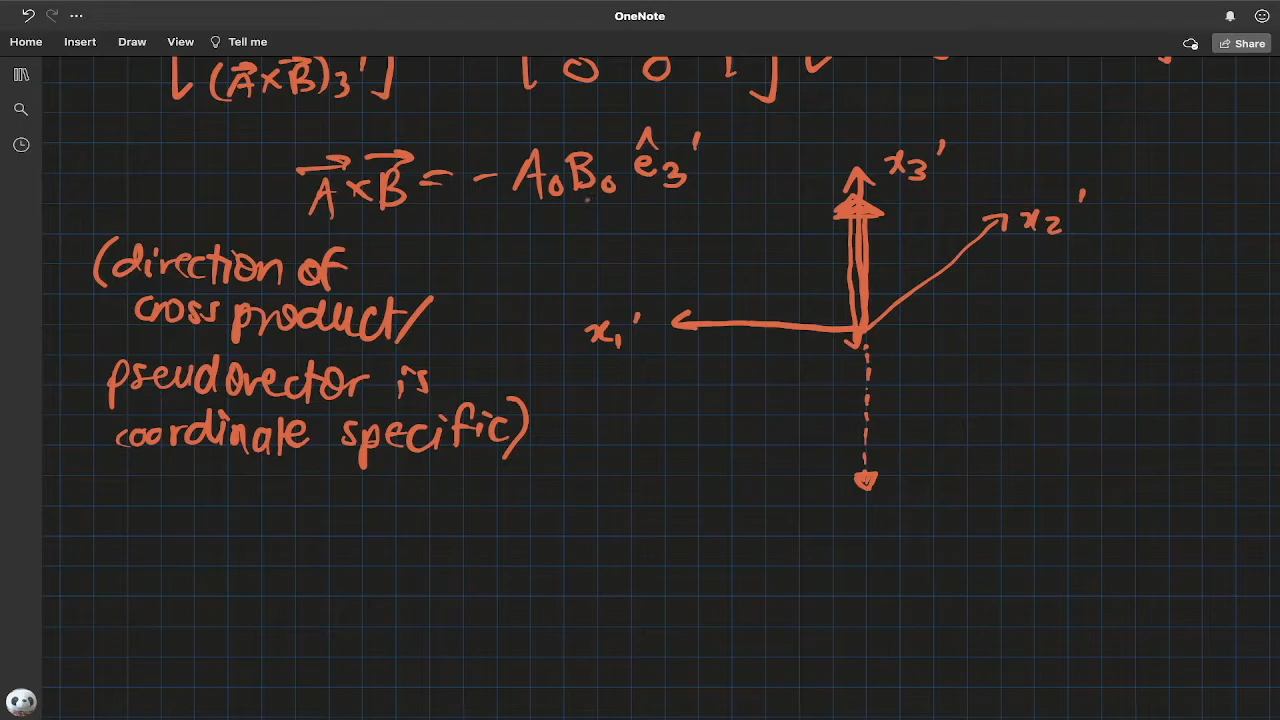 OneNote
Home Insert Draw View Tell me
Share
(A⃗×B⃗)₃′ 0 0 1
A⃗×B⃗ = - A₀B₀ ê₃′
(direction of
cross product/
pseudovector is
coordinate specific)
x₃′
x₂′
x₁′